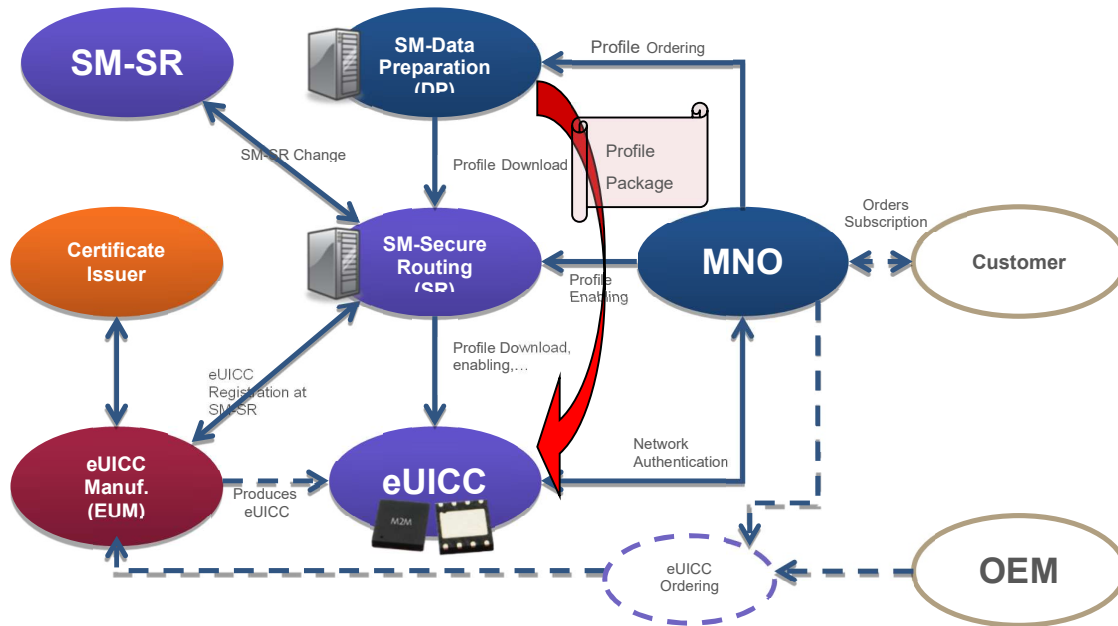 SM-SR
SM-Data
Preparation
(DP)
Profile Ordering
SM-SR Change
Profile Download
Profile
Package
Orders
Subscription
Certificate
Issuer
SM-Secure
Routing
(SR)
MNO
Customer
Profile
Enabling
eUICC
Registration at
SM-SR
Profile Download,
enabling,...
Network
Authentication
eUICC
Manuf.
(EUM)
Produces
eUICC
eUICC
M2M
eUICC
Ordering
OEM